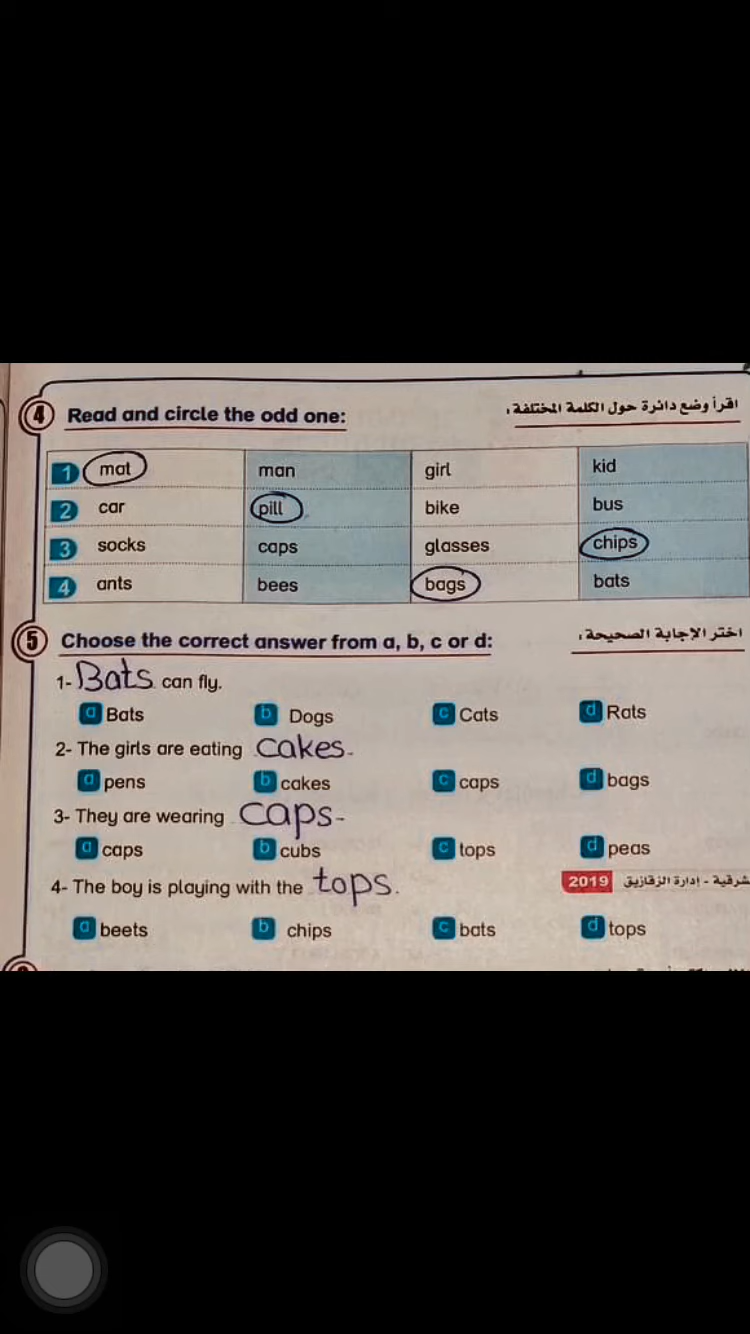 4 Read and circle the odd one: اقرأ وضع دائرة حول الكلمة المختلفة:
1 mat man girl kid
2 car pill bike bus
3 socks caps glasses chips
4 ants bees bags bats
5 Choose the correct answer from a, b, c or d: اختر الإجابة الصحيحة:
1- Bats can fly.
a Bats b Dogs c Cats d Rats
2- The girls are eating cakes.
a pens b cakes c caps d bags
3- They are wearing caps-
a caps b cubs c tops d peas
4- The boy is playing with the tops. 2019 شرقية - إدارة الزقازيق
a beets b chips c bats d tops